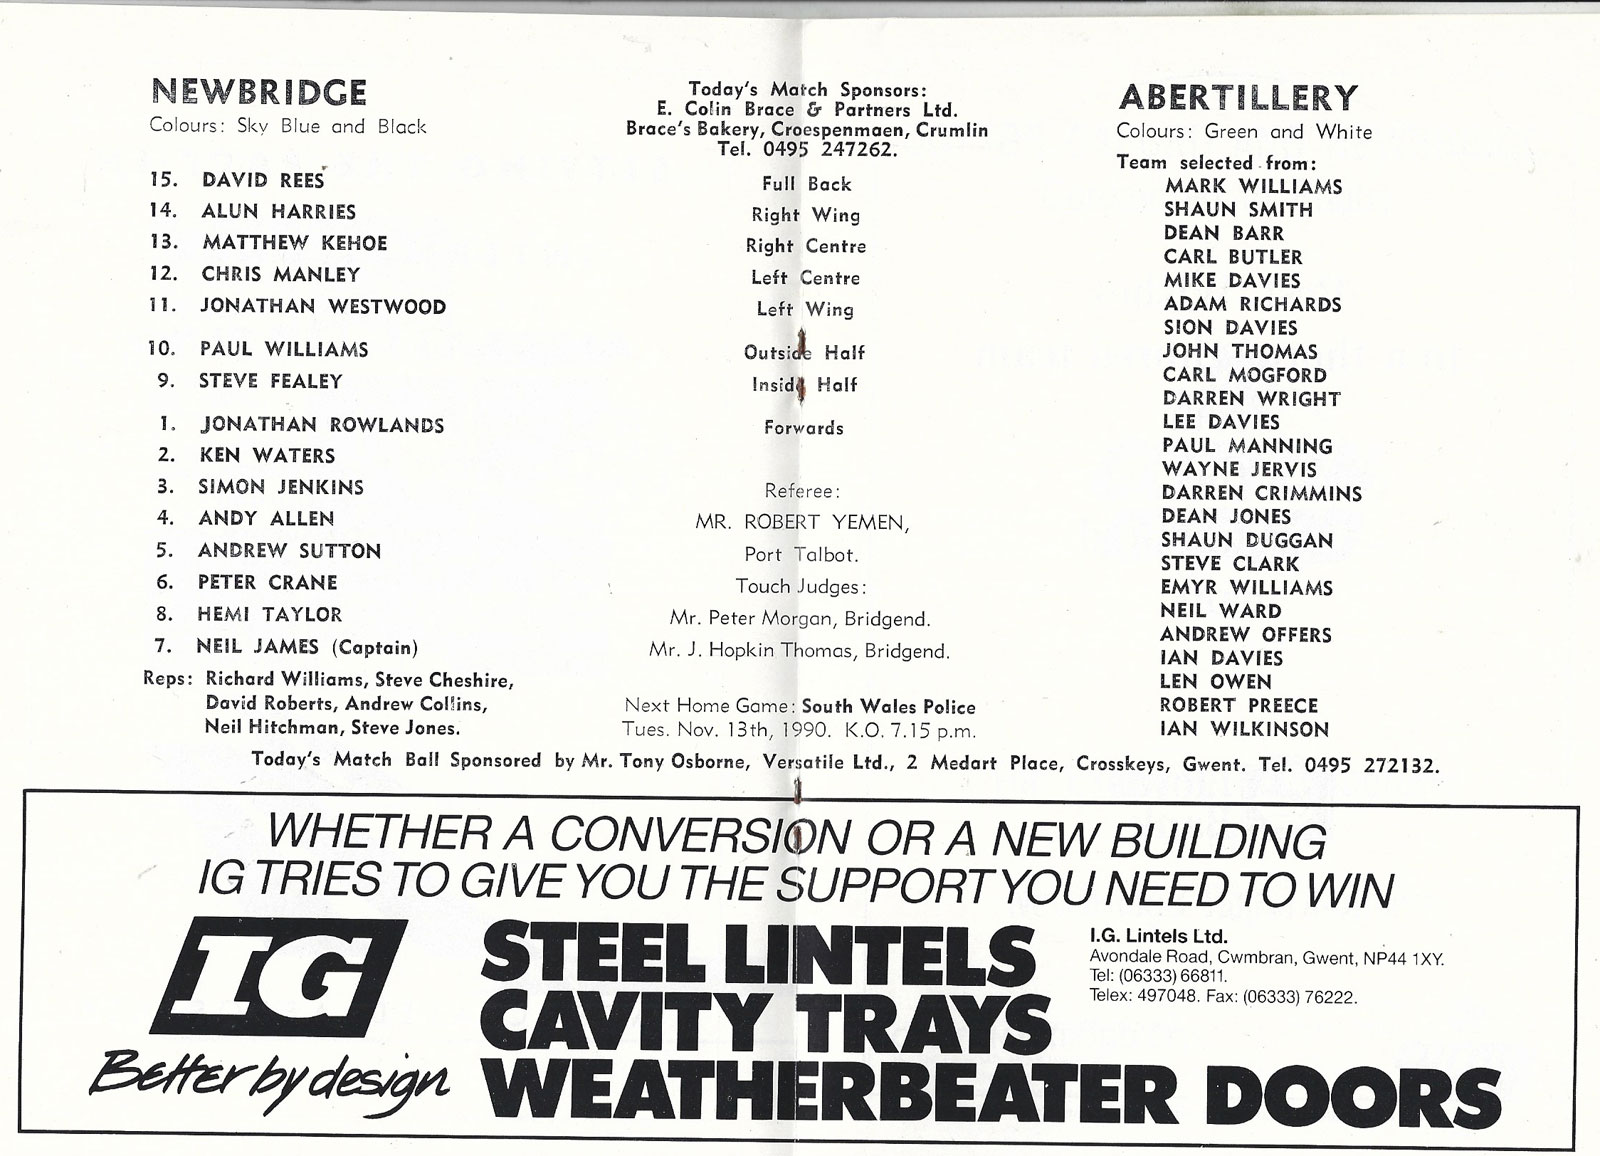 NEWBRIDGE
Colours: Sky Blue and Black
15. DAVID REES
14. ALUN HARRIES
13. MATTHEW KEHOE
12. CHRIS MANLEY
11. JONATHAN WESTWOOD
10. PAUL WILLIAMS
9. STEVE FEALEY
1. JONATHAN ROWLANDS
2. KEN WATERS
3. SIMON JENKINS
4. ANDY ALLEN
5. ANDREW SUTTON
6. PETER CRANE
8. HEMI TAYLOR
7. NEIL JAMES (Captain)
Reps: Richard Williams, Steve Cheshire,
David Roberts, Andrew Collins,
Neil Hitchman, Steve Jones.
Today's Match Sponsors:
E. Colin Brace & Partners Ltd.
Brace's Bakery, Croespenmaen, Crumlin
Tel. 0495 247262.
Full Back
Right Wing
Right Centre
Left Centre
Left Wing
Outside Half
Inside Half
Forwards
Referee:
MR. ROBERT YEMEN,
Port Talbot.
Touch Judges:
Mr. Peter Morgan, Bridgend.
Mr. J. Hopkin Thomas, Bridgend.
Next Home Game: South Wales Police
Tues. Nov. 13th, 1990. K.O. 7.15 p.m.
ABERTILLERY
Colours: Green and White
Team selected from:
MARK WILLIAMS
SHAUN SMITH
DEAN BARR
CARL BUTLER
MIKE DAVIES
ADAM RICHARDS
SION DAVIES
JOHN THOMAS
CARL MOGFORD
DARREN WRIGHT
LEE DAVIES
PAUL MANNING
WAYNE JERVIS
DARREN CRIMMINS
DEAN JONES
SHAUN DUGGAN
STEVE CLARK
EMYR WILLIAMS
NEIL WARD
ANDREW OFFERS
IAN DAVIES
LEN OWEN
ROBERT PREECE
IAN WILKINSON
Today's Match Ball Sponsored by Mr. Tony Osborne, Versatile Ltd., 2 Medart Place, Crosskeys, Gwent. Tel. 0495 272132.
WHETHER A CONVERSION OR A NEW BUILDING
IG TRIES TO GIVE YOU THE SUPPORT YOU NEED TO WIN
IG
Better by design
STEEL LINTELS
CAVITY TRAYS
WEATHERBEATER DOORS
I.G. Lintels Ltd.
Avondale Road, Cwmbran, Gwent, NP44 1XY.
Tel: (06333) 66811.
Telex: 497048. Fax: (06333) 76222.